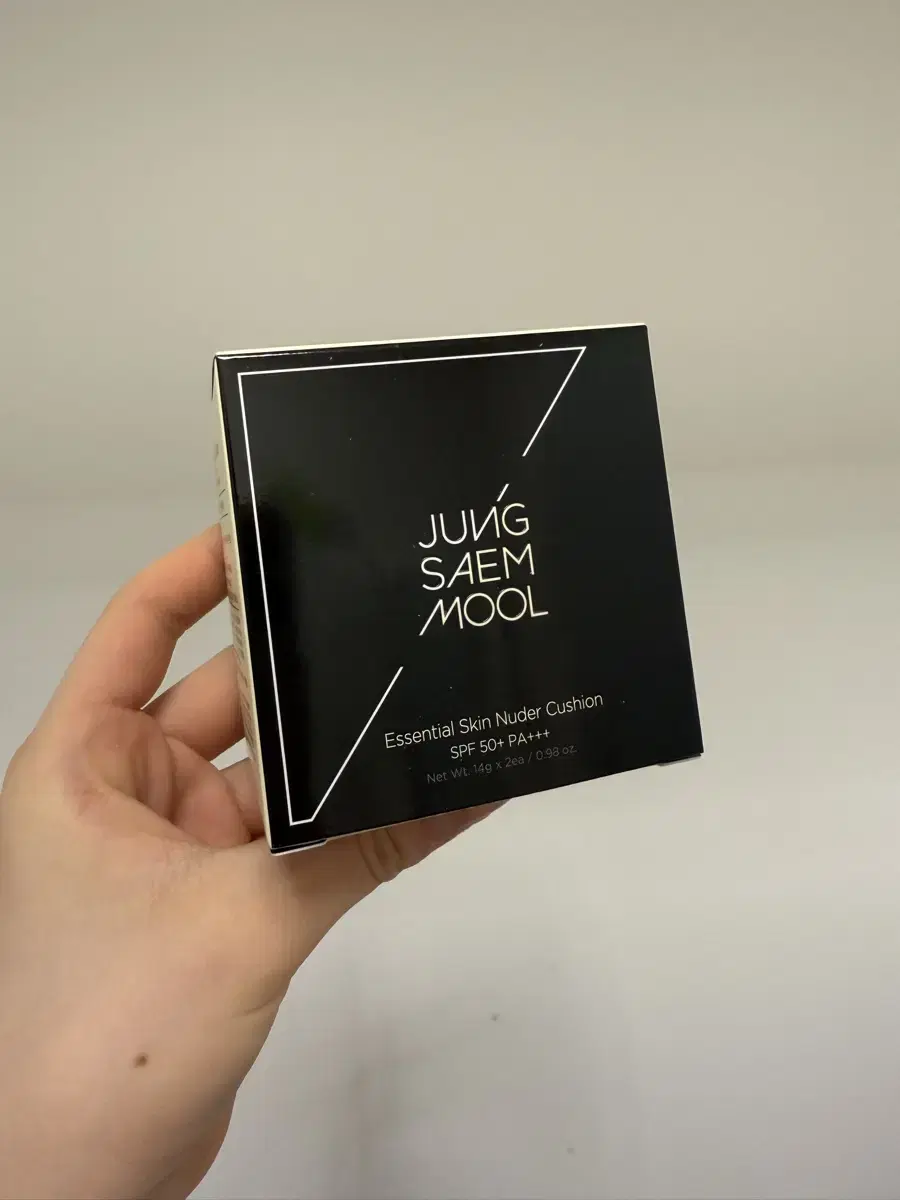 JUNG
SAEM
MOOL
Essential Skin Nuder Cushion
SPF 50+ PA+++
Net Wt. 14g x 2ea / 0.98 oz.